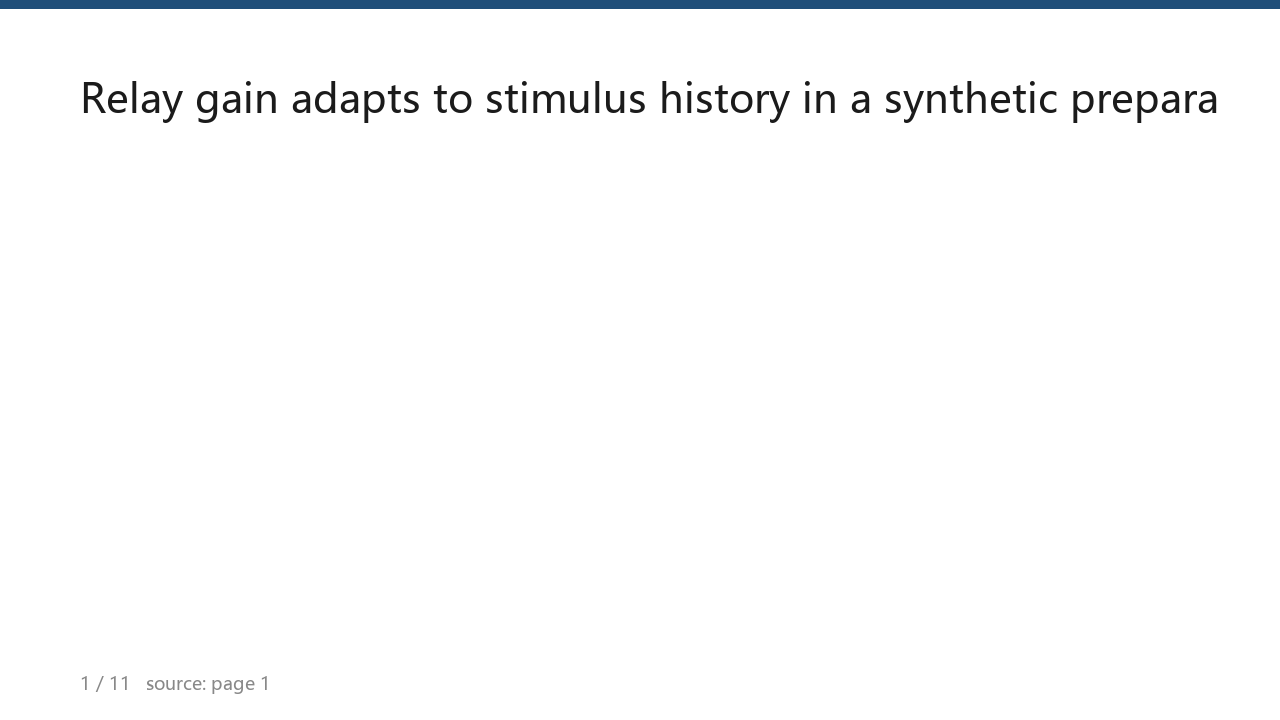 Relay gain adapts to stimulus history in a synthetic prepara
1 / 11 source: page 1